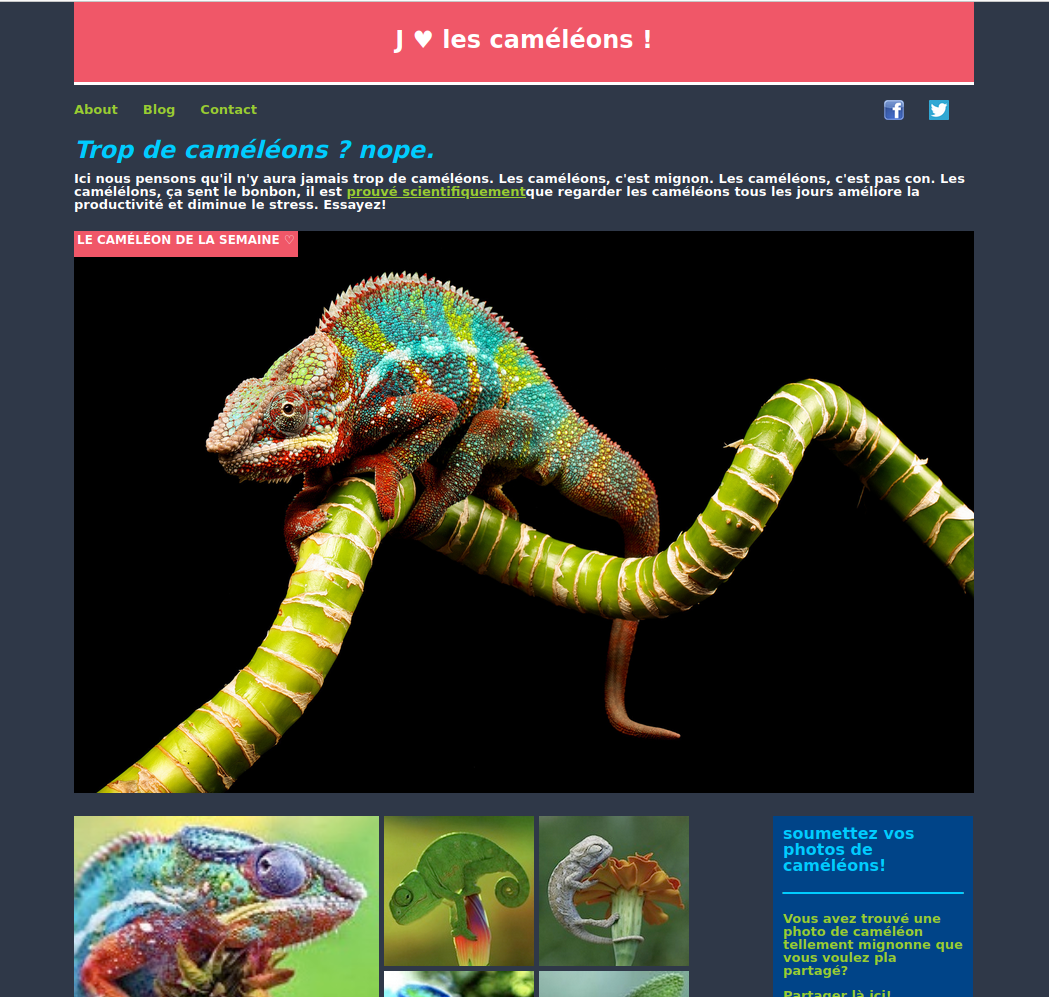 J ♥ les caméléons !
About Blog Contact
Trop de caméléons ? nope.
Ici nous pensons qu'il n'y aura jamais trop de caméléons. Les caméléons, c'est mignon. Les caméléons, c'est pas con. Les
camélélons, ça sent le bonbon, il est prouvé scientifiquementque regarder les caméléons tous les jours améliore la
productivité et diminue le stress. Essayez!
LE CAMÉLÉON DE LA SEMAINE ♡
soumettez vos
photos de
caméléons!
Vous avez trouvé une
photo de caméléon
tellement mignonne que
vous voulez pla
partagé?
Partager là ici!